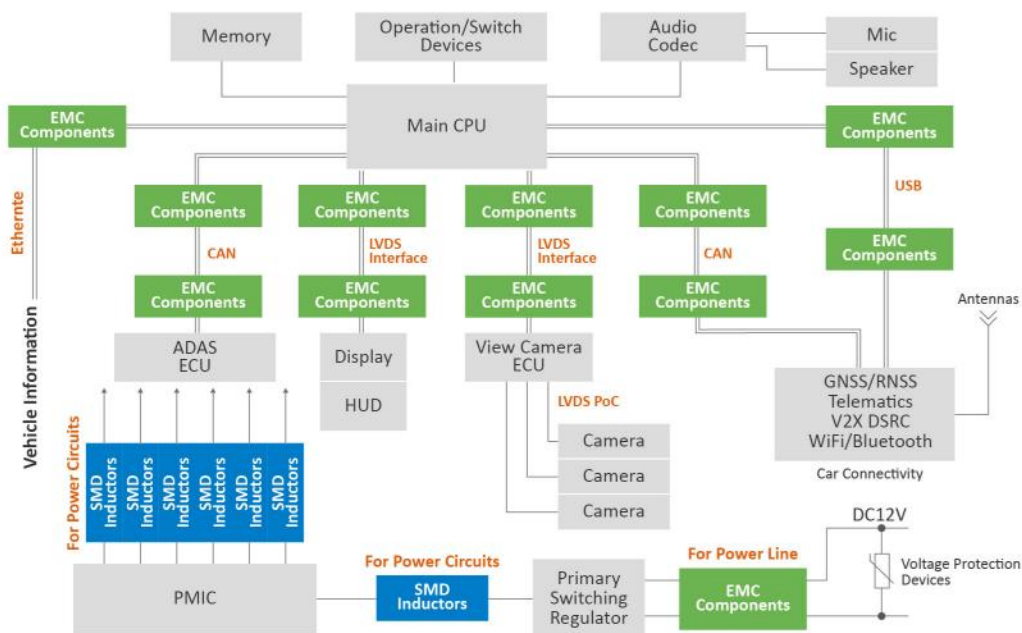 Memory
Operation/Switch
Devices
Audio
Codec
Mic
Speaker
EMC
Components
Main CPU
EMC
Components
Ethernte
Vehicle Information
EMC
Components
EMC
Components
EMC
Components
EMC
Components
USB
CAN
LVDS
Interface
LVDS
Interface
CAN
EMC
Components
EMC
Components
EMC
Components
EMC
Components
EMC
Components
Antennas
ADAS
ECU
Display
HUD
View Camera
ECU
LVDS PoC
Camera
Camera
Camera
GNSS/RNSS
Telematics
V2X DSRC
WiFi/Bluetooth
Car Connectivity
For Power Circuits
SMD
Inductors
SMD
Inductors
SMD
Inductors
SMD
Inductors
SMD
Inductors
SMD
Inductors
PMIC
For Power Circuits
SMD
Inductors
Primary
Switching
Regulator
For Power Line
EMC
Components
DC12V
Voltage Protection
Devices